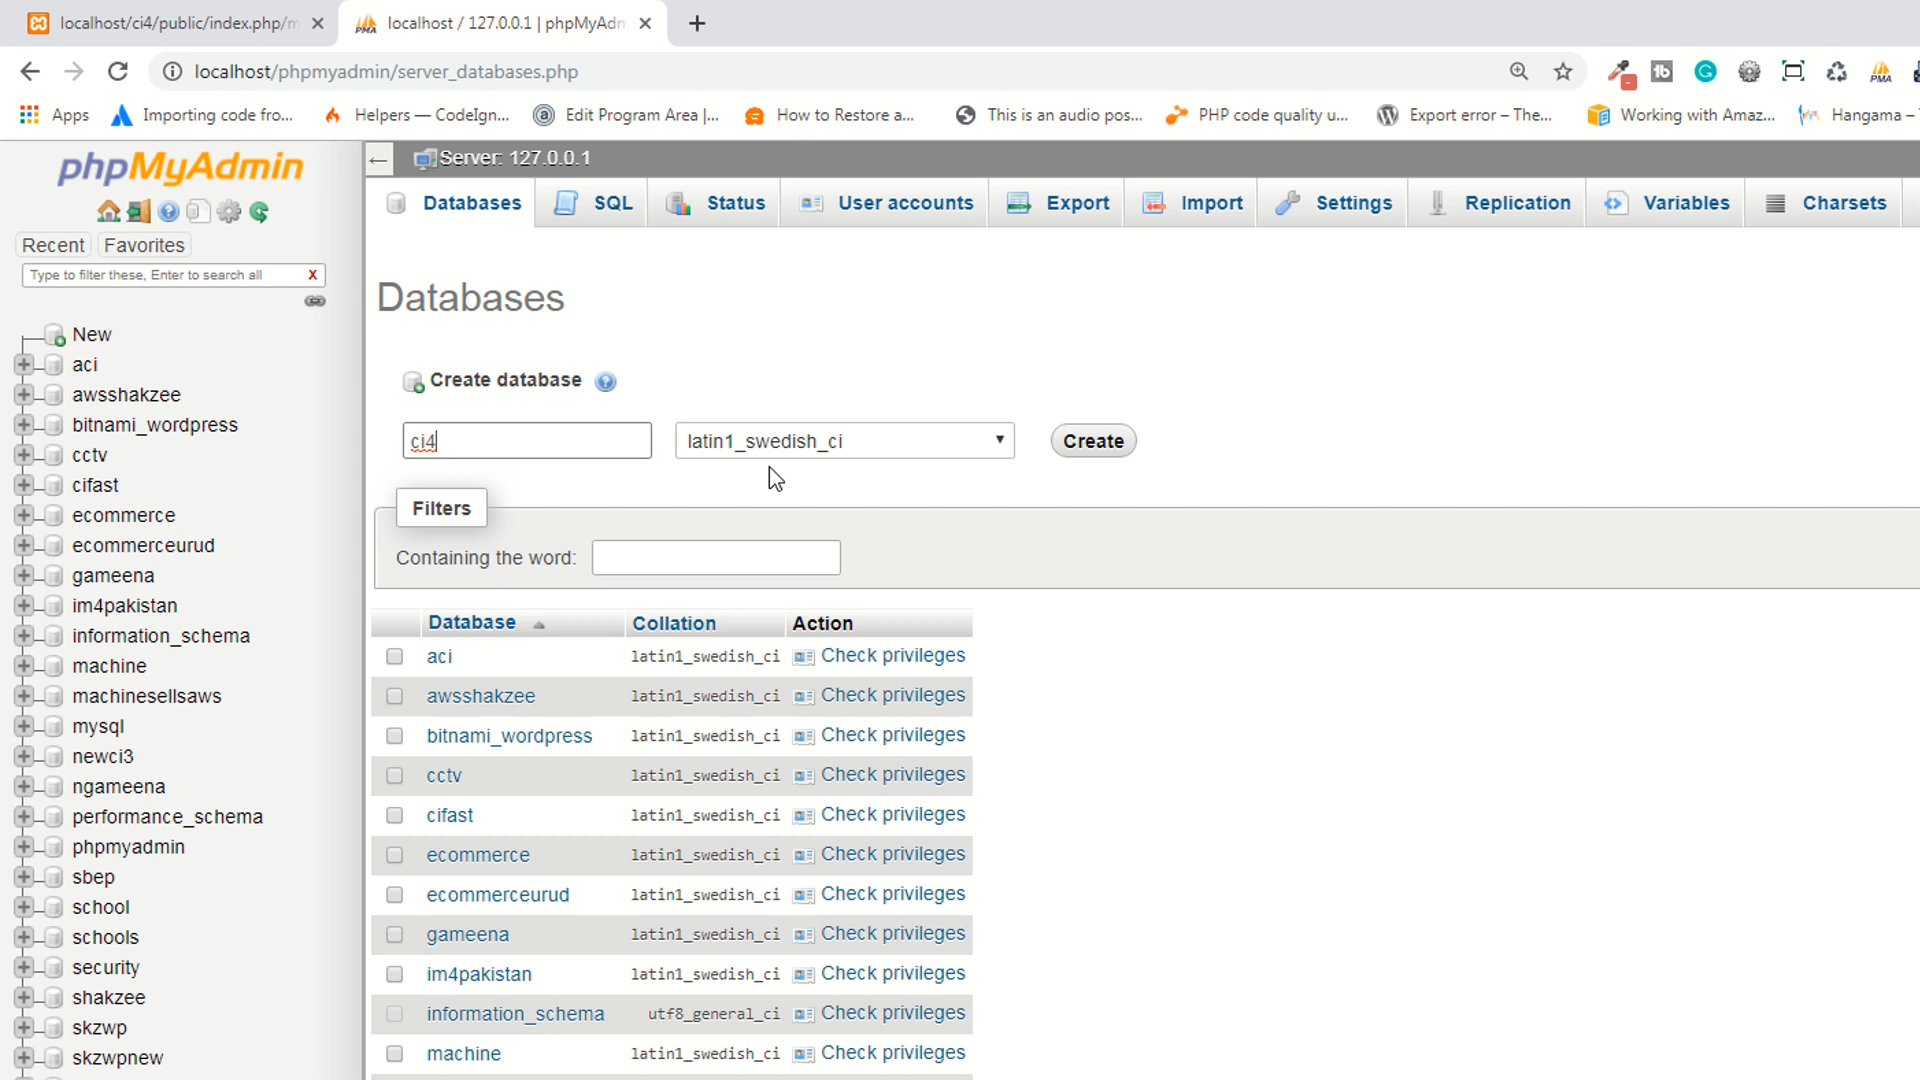 localhost/ci4/public/index.php/m
localhost / 127.0.0.1 | phpMyAdm
localhost/phpmyadmin/server_databases.php
Apps
Importing code fro...
Helpers — CodeIgn...
Edit Program Area |...
How to Restore a...
This is an audio pos...
PHP code quality u...
Export error – The...
Working with Amaz...
Hangama –
phpMyAdmin
Server: 127.0.0.1
Databases
SQL
Status
User accounts
Export
Import
Settings
Replication
Variables
Charsets
Recent
Favorites
Type to filter these, Enter to search all
X
New
aci
awsshakzee
bitnami_wordpress
cctv
cifast
ecommerce
ecommerceurud
gameena
im4pakistan
information_schema
machine
machinesellsaws
mysql
newci3
ngameena
performance_schema
phpmyadmin
sbep
school
schools
security
shakzee
skzwp
skzwpnew
Databases
Create database
ci4
latin1_swedish_ci
Create
Filters
Containing the word:
Database
Collation
Action
aci latin1_swedish_ci Check privileges
awsshakzee latin1_swedish_ci Check privileges
bitnami_wordpress latin1_swedish_ci Check privileges
cctv latin1_swedish_ci Check privileges
cifast latin1_swedish_ci Check privileges
ecommerce latin1_swedish_ci Check privileges
ecommerceurud latin1_swedish_ci Check privileges
gameena latin1_swedish_ci Check privileges
im4pakistan latin1_swedish_ci Check privileges
information_schema utf8_general_ci Check privileges
machine latin1_swedish_ci Check privileges